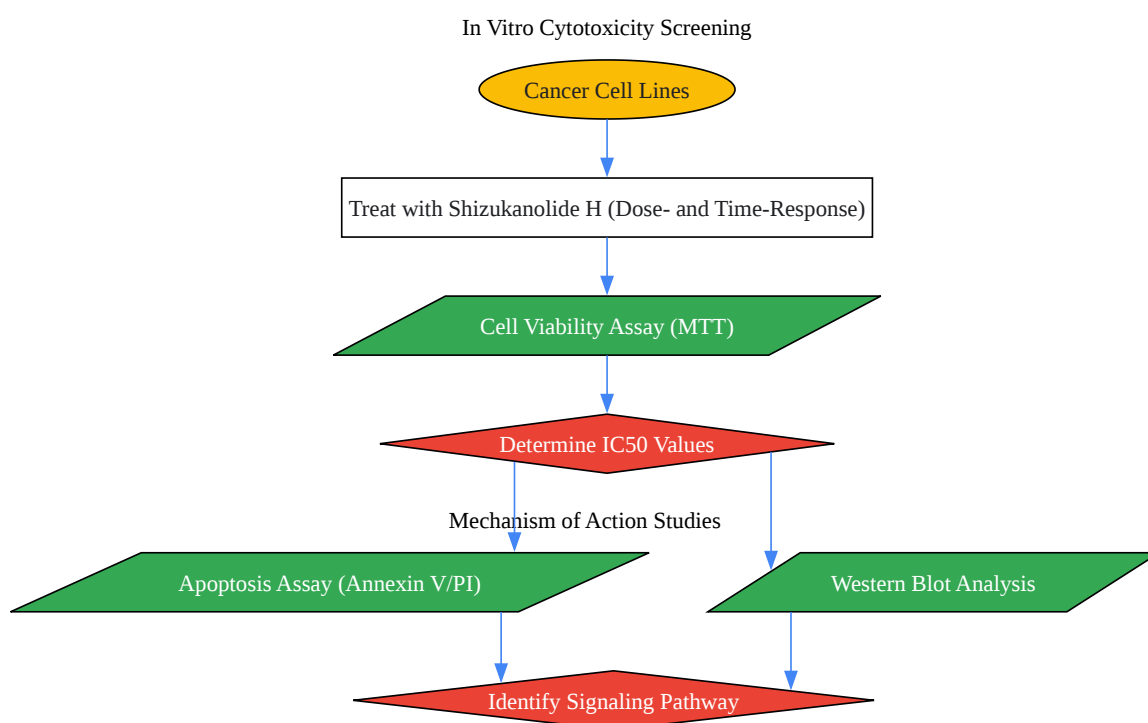 In Vitro Cytotoxicity Screening
Cancer Cell Lines
Treat with Shizukanolide H (Dose- and Time-Response)
Cell Viability Assay (MTT)
Determine IC50 Values
Mechanism of Action Studies
Apoptosis Assay (Annexin V/PI)
Western Blot Analysis
Identify Signaling Pathway